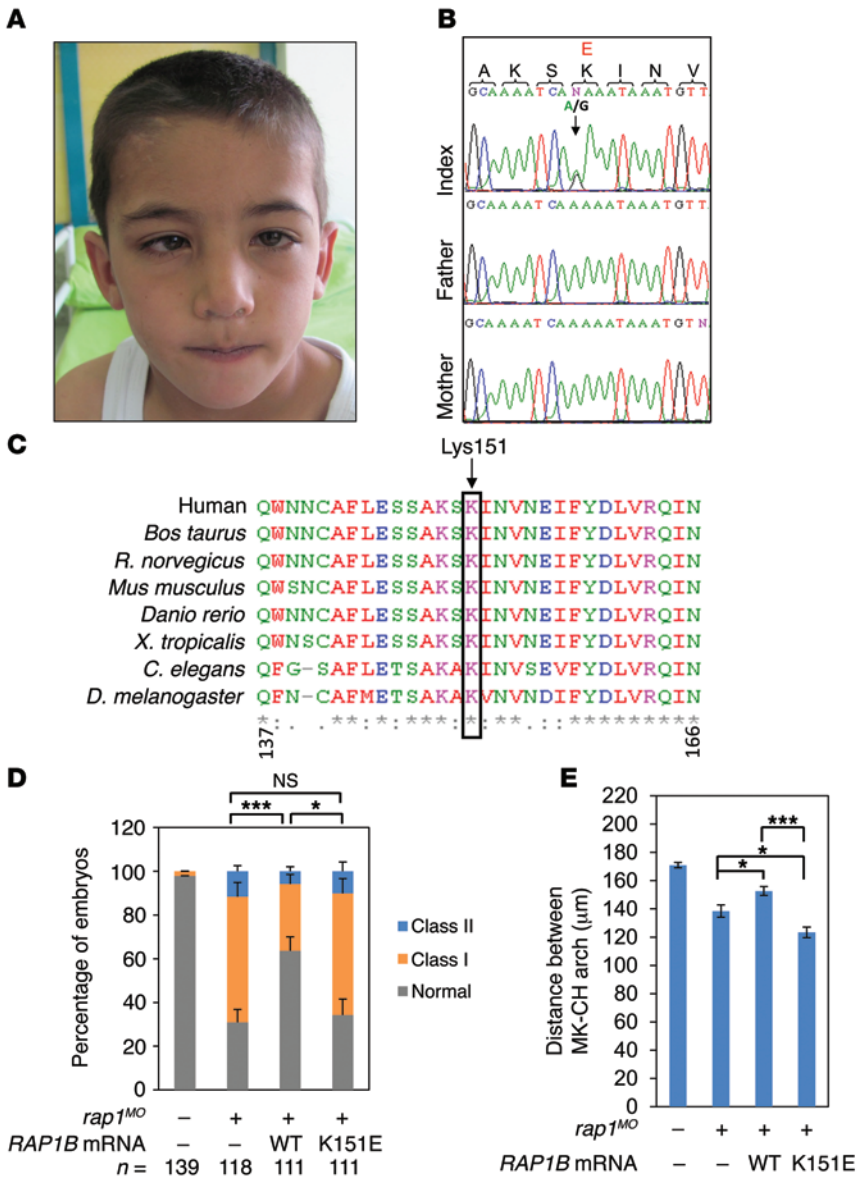 A
B
E
A K S K I N V
G C A A A A T C A N A A A T A A A T G T T
A/G
Index
G C A A A A T C A A A A A T A A A T G T T
Father
G C A A A A T C A A A A A T A A A T G T N
Mother
C
Lys151
Human QWNNCAFLESSAKSKINVNEIFYDLVRQIN
Bos taurus QWNNCAFLESSAKSKINVNEIFYDLVRQIN
R. norvegicus QWNNCAFLESSAKSKINVNEIFYDLVRQIN
Mus musculus QWSNCAFLESSAKSKINVNEIFYDLVRQIN
Danio rerio QWNNCAFLESSAKSKINVNEIFYDLVRQIN
X. tropicalis QWNSCAFLESSAKSKINVNEIFYDLVRQIN
C. elegans QFG-SAFLETSAKAKINVSEVFYDLVRQIN
D. melanogaster QFN-CAFMETSAKAKVNVNDIFYDLVRQIN
*:. . **:*:***:*:**.::*********
137 166
D
NS
*** *
Percentage of embryos
120
100
80
60
40
20
0
Class II
Class I
Normal
rap1MO – + + +
RAP1B mRNA – – WT K151E
n = 139 118 111 111
E
Distance between
MK-CH arch (μm)
220
200
180
160
140
120
100
80
60
40
20
0
***
*
*
rap1MO – + + +
RAP1B mRNA – – WT K151E